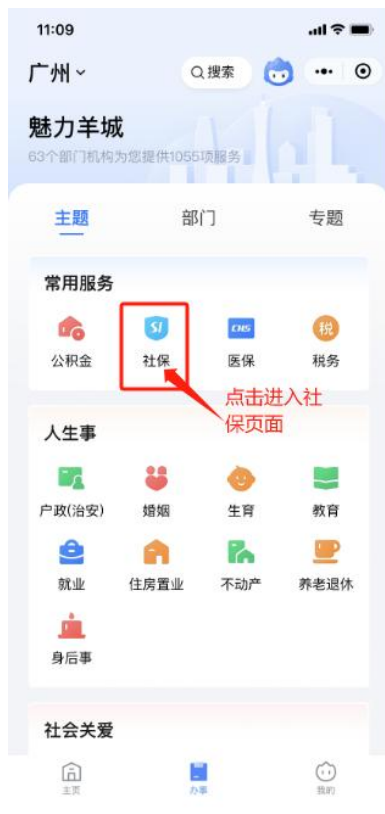 11:09
广州
搜索
魅力羊城
63个部门机构为您提供1055项服务
主题 部门 专题
常用服务
SI CHS 税
公积金 社保 医保 税务
点击进入社
保页面
人生事
户政(治安) 婚姻 生育 教育
就业 住房置业 不动产 养老退休
身后事
社会关爱
主页 办事 我的